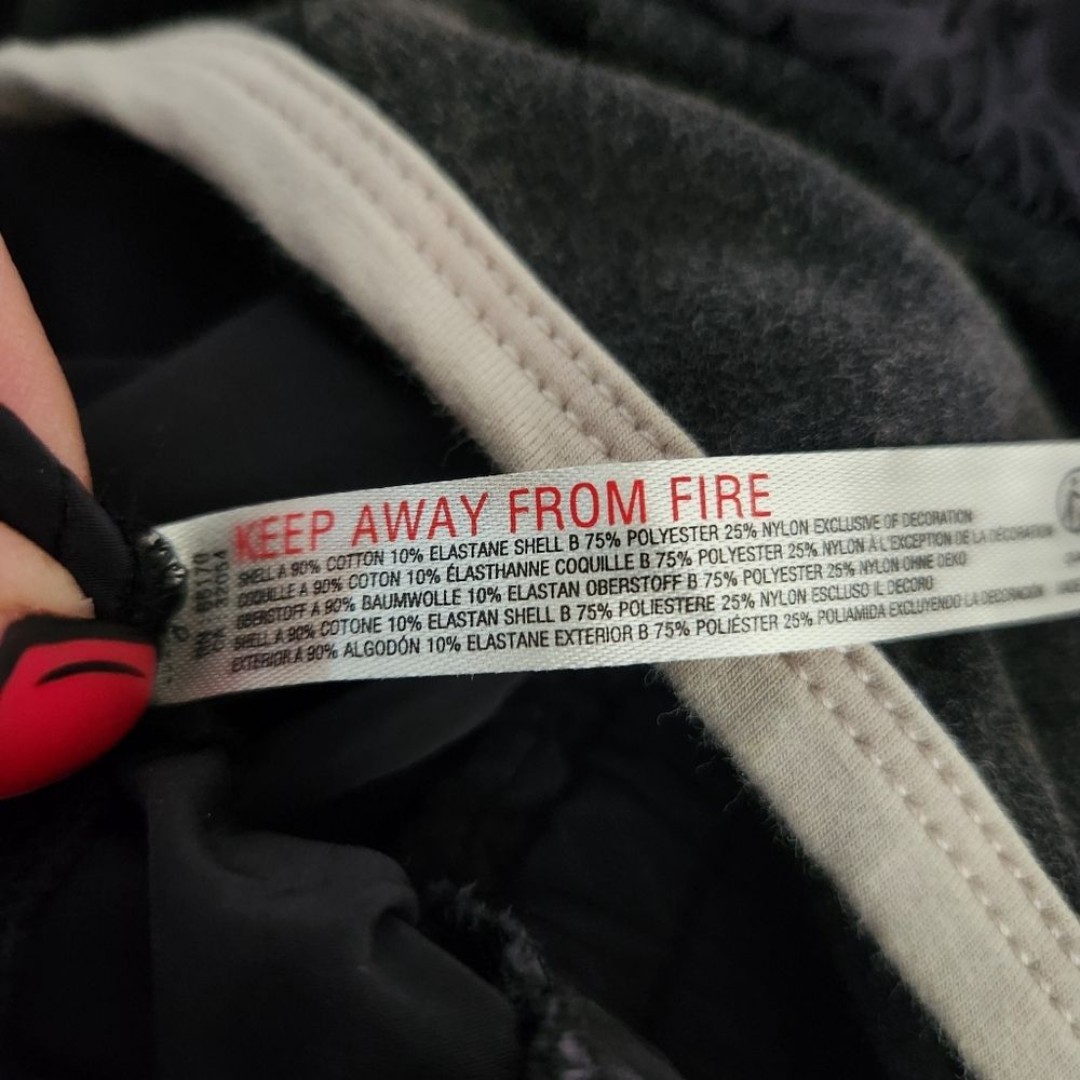 KEEP AWAY FROM FIRE
SHELL A 90% COTTON 10% ELASTANE SHELL B 75% POLYESTER 25% NYLON EXCLUSIVE OF DECORATION
COQUILLE A 90% COTON 10% ÉLASTHANNE COQUILLE B 75% POLYESTER 25% NYLON À L'EXCEPTION DE LA DÉCORATION
OBERSTOFF A 90% BAUMWOLLE 10% ELASTAN OBERSTOFF B 75% POLYESTER 25% NYLON OHNE DEKO
SHELL A 90% COTONE 10% ELASTAN SHELL B 75% POLIESTERE 25% NYLON ESCLUSO IL DECORO
EXTERIOR A 90% ALGODÓN 10% ELASTANE EXTERIOR B 75% POLIÉSTER 25% POLIAMIDA EXCLUYENDO LA DECORACIÓN